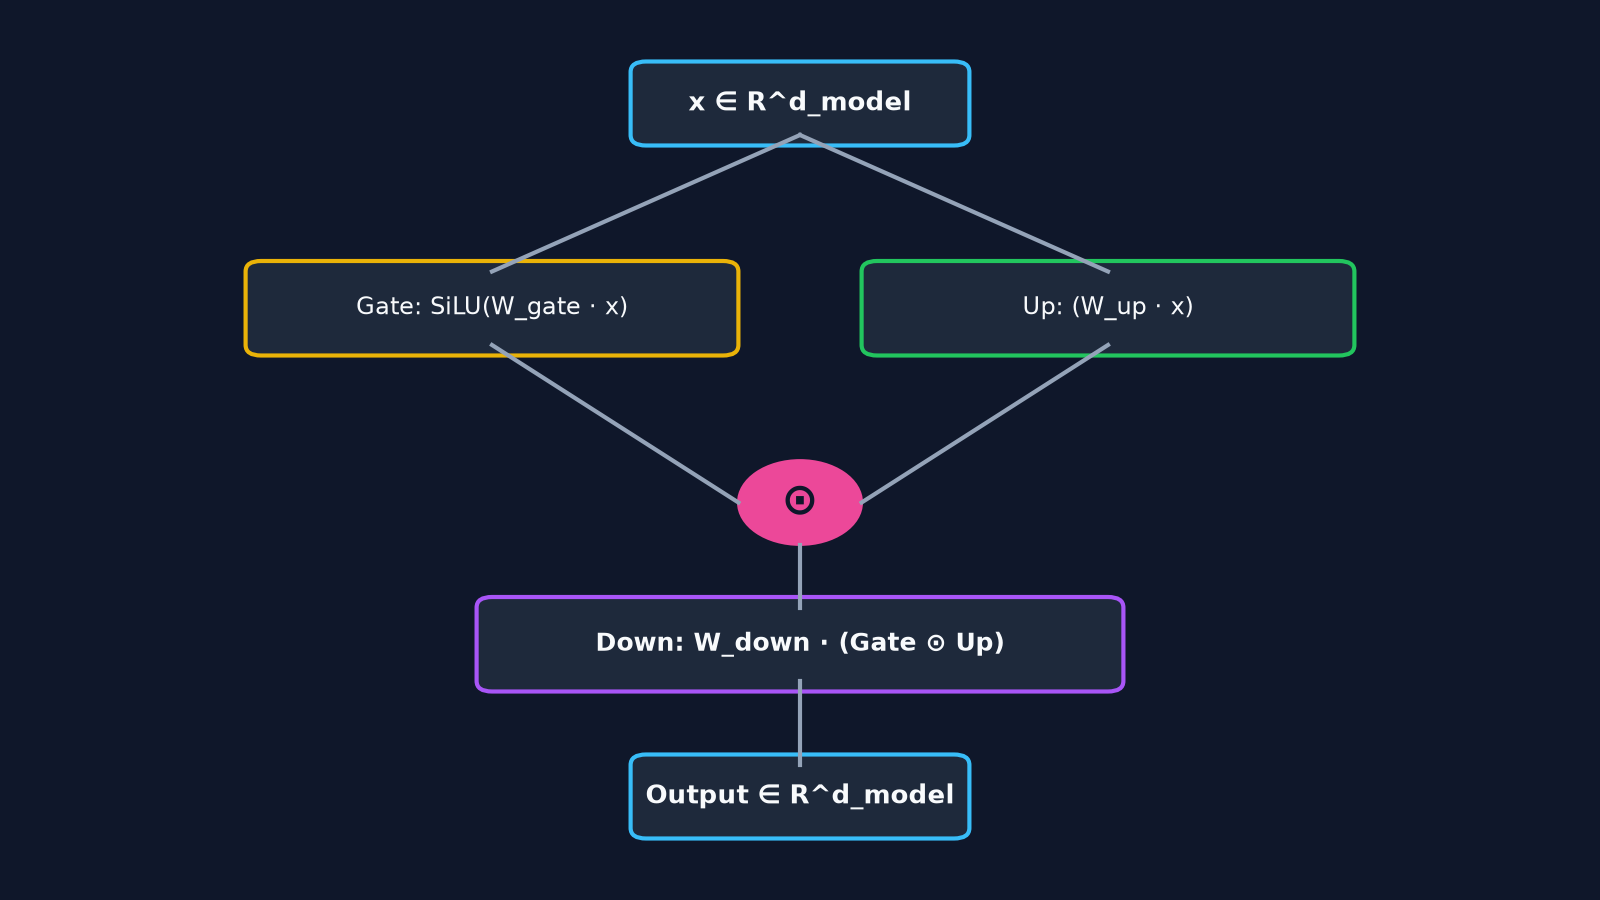 x ∈ R^d_model
Gate: SiLU(W_gate · x)
Up: (W_up · x)
⊙
Down: W_down · (Gate ⊙ Up)
Output ∈ R^d_model